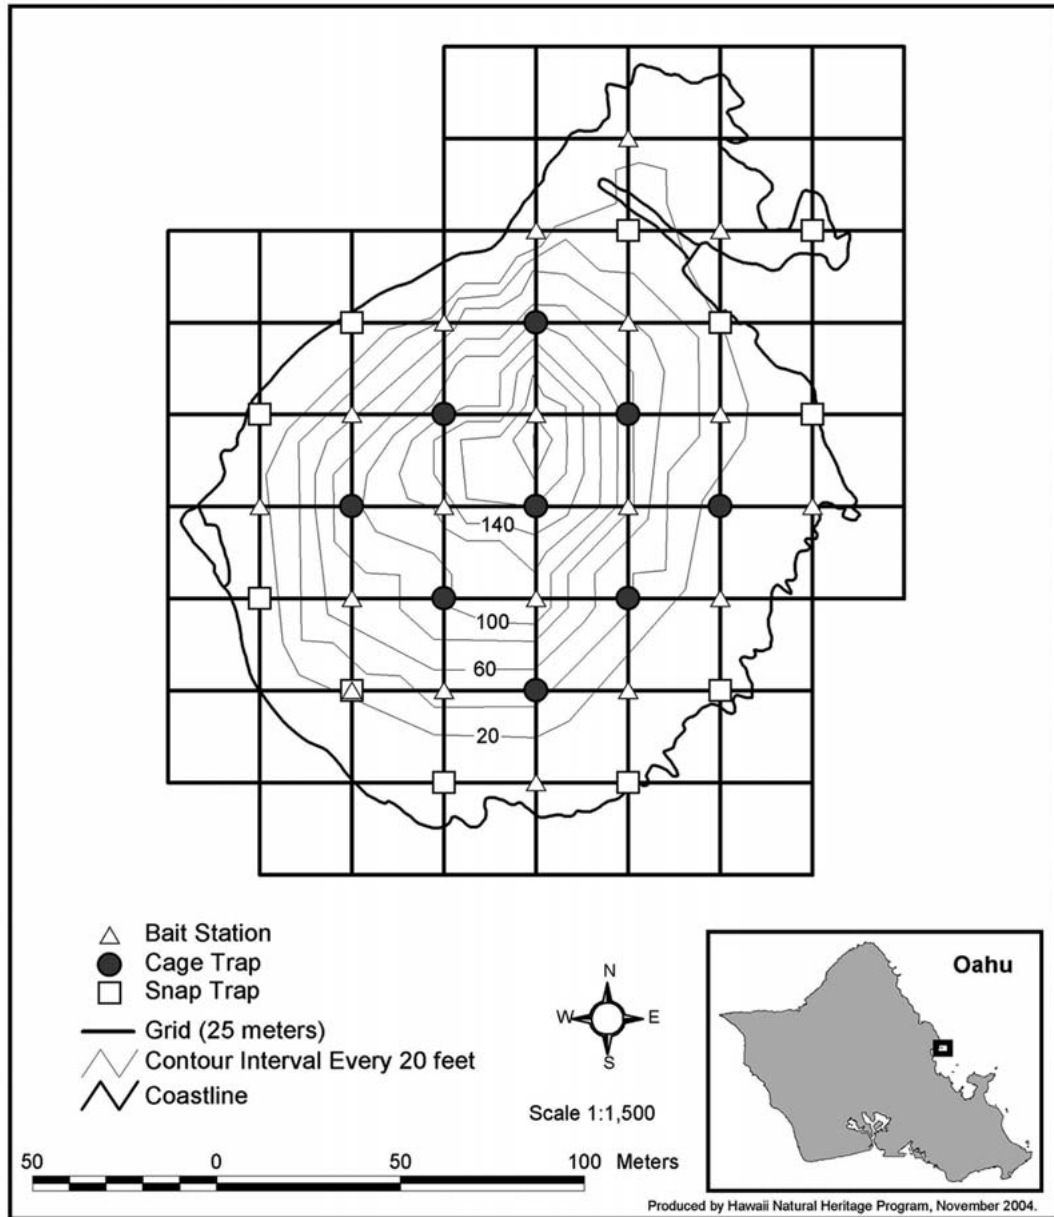 140
100
60
20
Bait Station
Cage Trap
Snap Trap
Grid (25 meters)
Contour Interval Every 20 feet
Coastline
N
W E
S
Scale 1:1,500
50 0 50 100 Meters
Oahu
Produced by Hawaii Natural Heritage Program, November 2004.